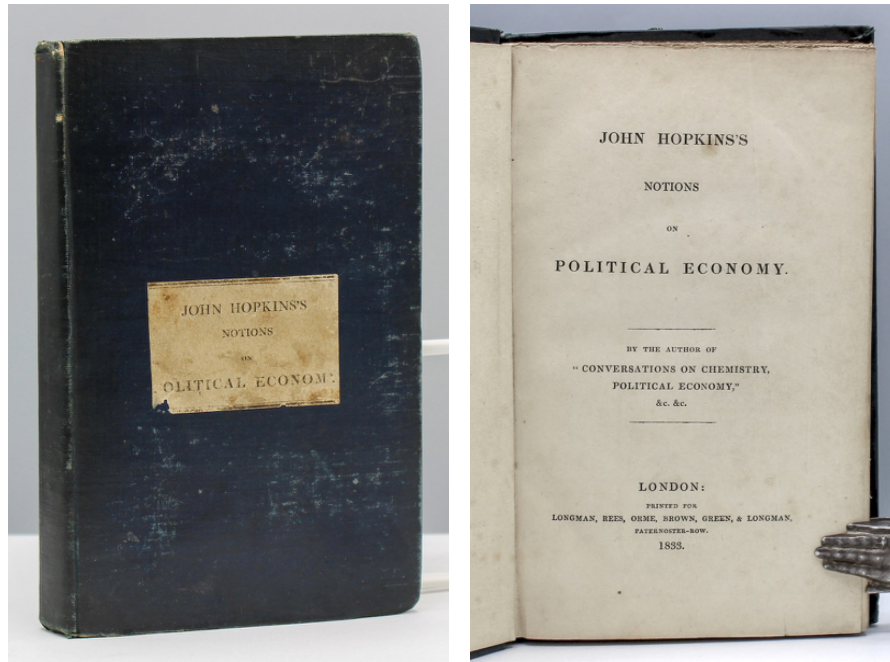 JOHN HOPKINS'S
NOTIONS
ON
OLITICAL ECONOMY.
JOHN HOPKINS'S
NOTIONS
ON
POLITICAL ECONOMY.
BY THE AUTHOR OF
"CONVERSATIONS ON CHEMISTRY,
POLITICAL ECONOMY,"
&c. &c.
LONDON:
PRINTED FOR
LONGMAN, REES, ORME, BROWN, GREEN, & LONGMAN,
PATERNOSTER-ROW.
1833.